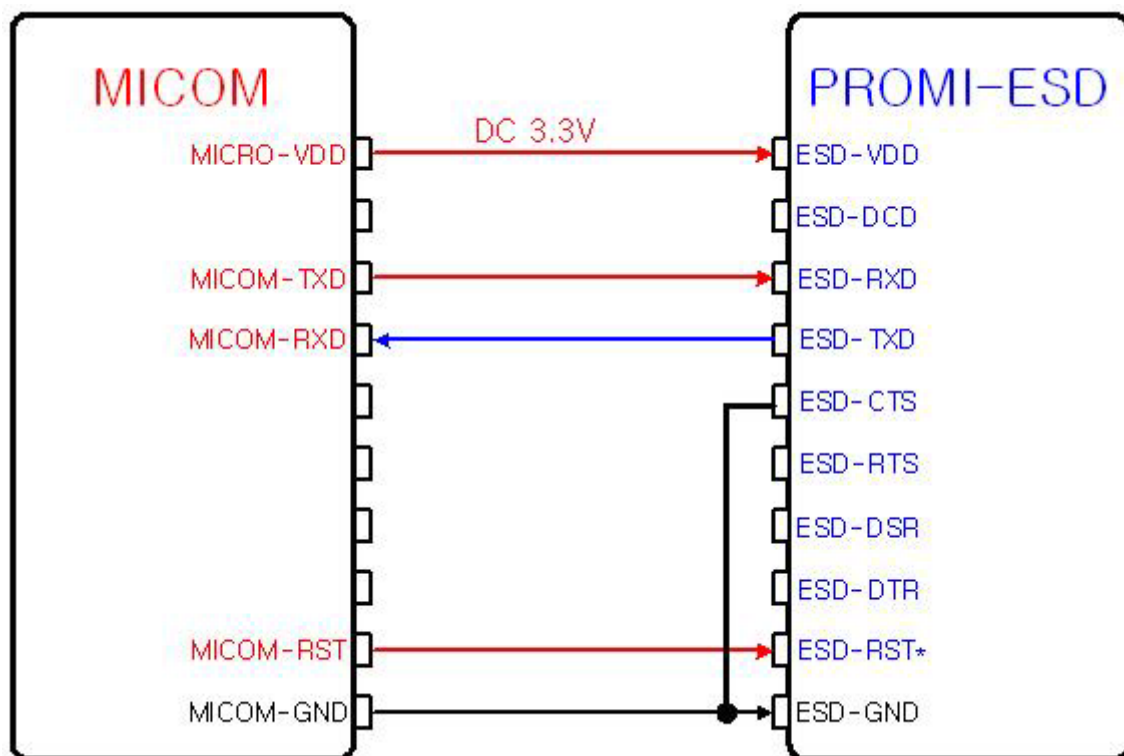 MICOM
PROMI-ESD
DC 3.3V
MICRO-VDD
ESD-VDD
ESD-DCD
MICOM-TXD
ESD-RXD
MICOM-RXD
ESD-TXD
ESD-CTS
ESD-RTS
ESD-DSR
ESD-DTR
MICOM-RST
ESD-RST*
MICOM-GND
ESD-GND